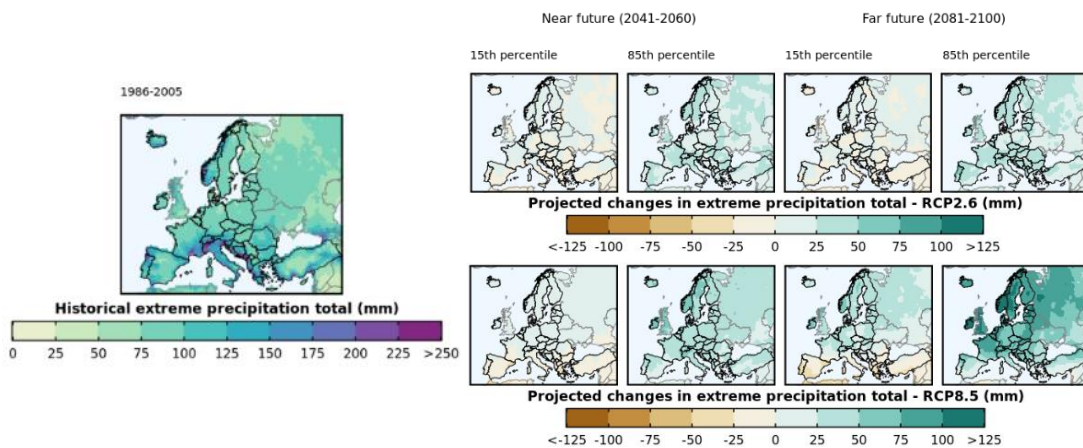 Near future (2041-2060)
Far future (2081-2100)
15th percentile
85th percentile
15th percentile
85th percentile
1986-2005
Projected changes in extreme precipitation total - RCP2.6 (mm)
<-125 -100 -75 -50 -25 0 25 50 75 100 >125
Historical extreme precipitation total (mm)
0 25 50 75 100 125 150 175 200 225 >250
Projected changes in extreme precipitation total - RCP8.5 (mm)
<-125 -100 -75 -50 -25 0 25 50 75 100 >125